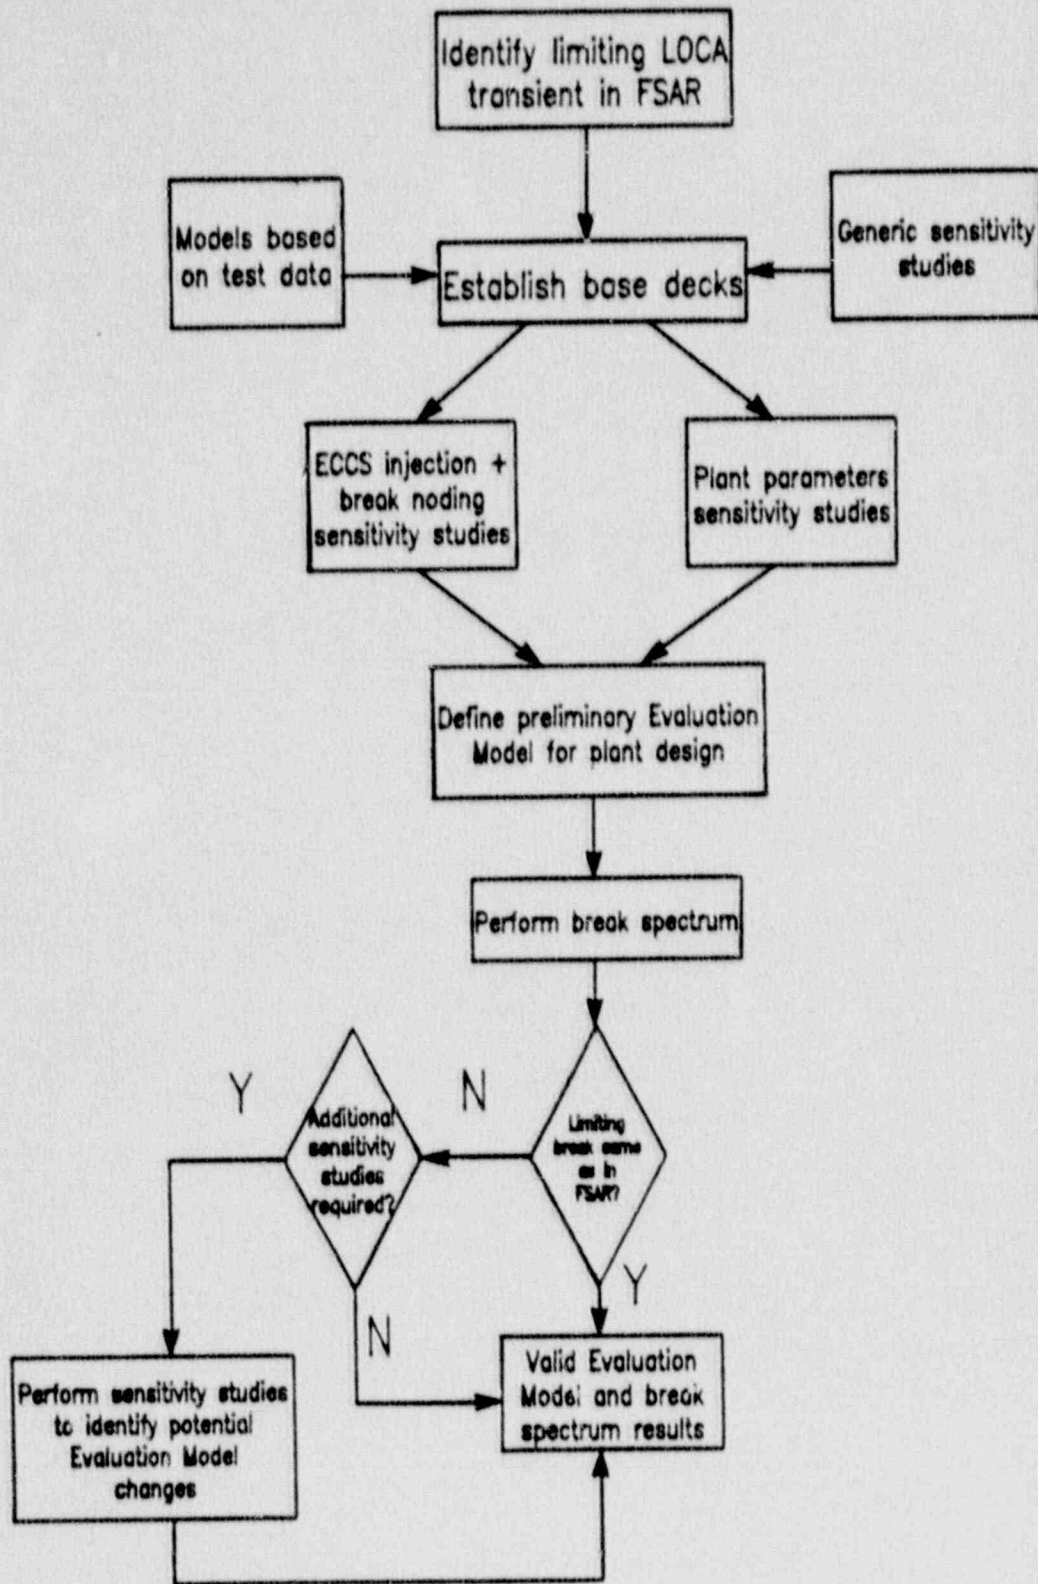 Identify limiting LOCA
transient in FSAR
Models based
on test data
Generic sensitivity
studies
Establish base decks
ECCS injection +
break noding
sensitivity studies
Plant parameters
sensitivity studies
Define preliminary Evaluation
Model for plant design
Perform break spectrum
Y
N
Additional
sensitivity
studies
required?
Limiting
break same
as in
FSAR?
Y
N
Perform sensitivity studies
to identify potential
Evaluation Model
changes
Valid Evaluation
Model and break
spectrum results